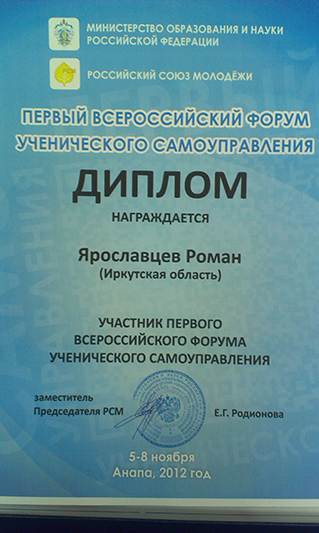 МИНИСТЕРСТВО ОБРАЗОВАНИЯ И НАУКИ
РОССИЙСКОЙ ФЕДЕРАЦИИ
РОССИЙСКИЙ СОЮЗ МОЛОДЁЖИ
ПЕРВЫЙ ВСЕРОССИЙСКИЙ ФОРУМ
УЧЕНИЧЕСКОГО САМОУПРАВЛЕНИЯ
ДИПЛОМ
НАГРАЖДАЕТСЯ
Ярославцев Роман
(Иркутская область)
УЧАСТНИК ПЕРВОГО
ВСЕРОССИЙСКОГО ФОРУМА
УЧЕНИЧЕСКОГО САМОУПРАВЛЕНИЯ
заместитель
Председателя РСМ
Е.Г. Родионова
5-8 ноября
Анапа, 2012 год